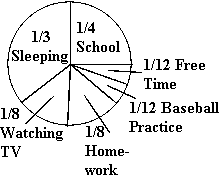 1/3
Sleeping
1/4
School
1/12 Free
Time
1/12 Baseball
Practice
1/8
Home-
work
1/8
Watching
TV